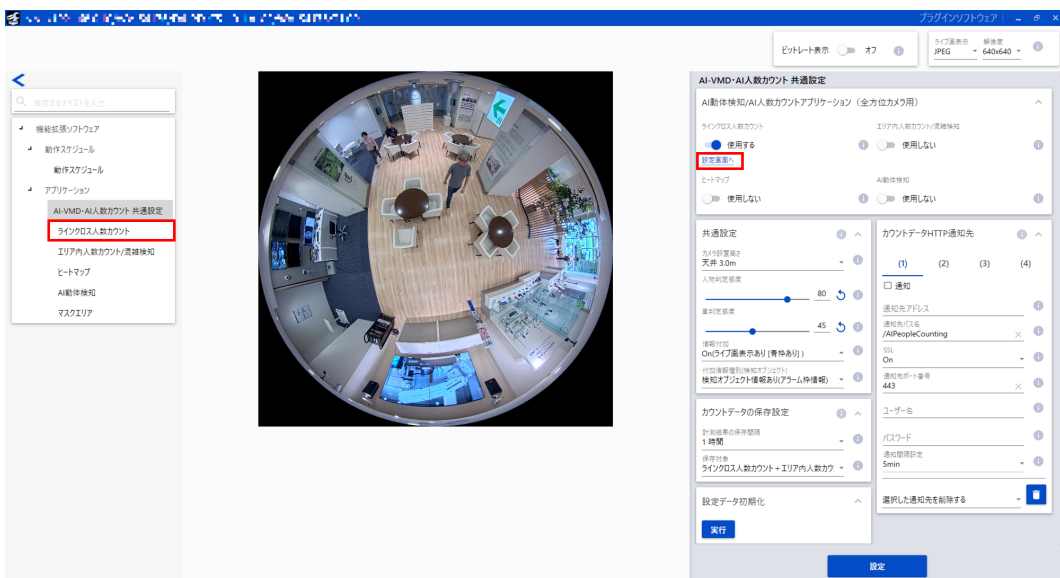 プラグインソフトウェア
ビットレート表示 オフ
ライブ画表示 解像度
JPEG 640x640
検索するテキストを入力
機能拡張ソフトウェア
動作スケジュール
動作スケジュール
アプリケーション
AI-VMD・AI人数カウント 共通設定
ラインクロス人数カウント
エリア内人数カウント/混雑検知
ヒートマップ
AI動体検知
マスクエリア
AI-VMD・AI人数カウント 共通設定
AI動体検知/AI人数カウントアプリケーション（全方位カメラ用）
ラインクロス人数カウント
使用する
設定画面へ
エリア内人数カウント/混雑検知
使用しない
ヒートマップ
使用しない
AI動体検知
使用しない
共通設定
カメラ設置高さ
天井 3.0m
人物判定感度
80
車判定感度
45
情報付加
On(ライブ画表示あり [青枠あり] )
付加情報種別(検知オブジェクト)
検知オブジェクト情報あり(アラーム枠情報)
カウントデータの保存設定
計測結果の保存間隔
1 時間
保存対象
ラインクロス人数カウント+エリア内人数カウ
設定データ初期化
実行
カウントデータHTTP通知先
(1) (2) (3) (4)
通知
通知先アドレス
通知先パス名
/AIPeopleCounting
SSL
On
通知先ポート番号
443
ユーザー名
パスワード
通知間隔設定
5min
選択した通知先を削除する
設定